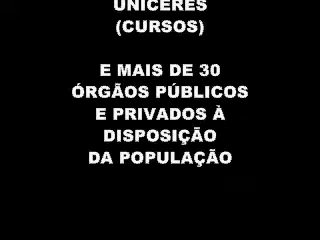 UNICERES
(CURSOS)
E MAIS DE 30
ÓRGÃOS PÚBLICOS
E PRIVADOS À
DISPOSIÇÃO
DA POPULAÇÃO